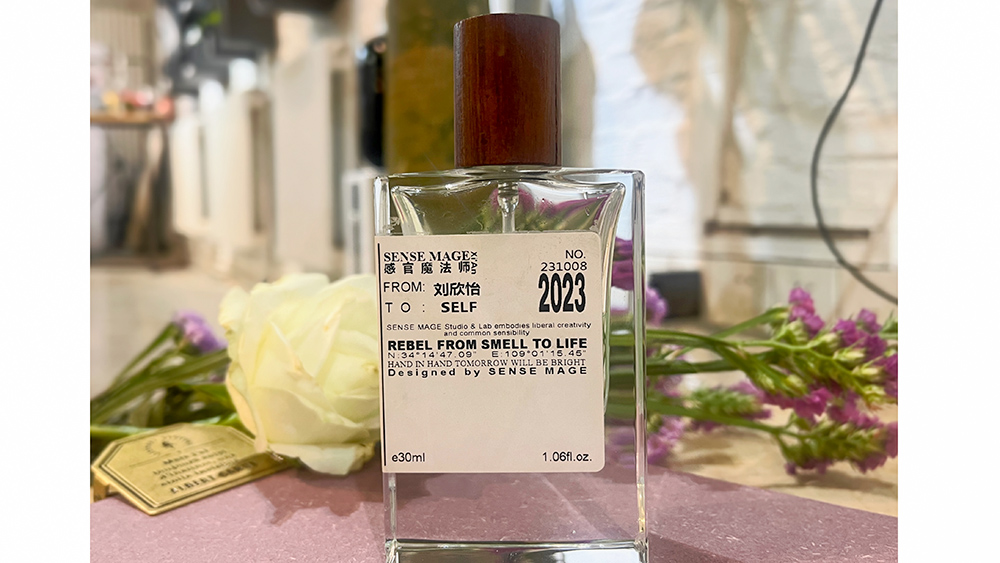 SENSE MAGE
感官魔法师
NO.
231008
FROM: 刘欣怡
2023
TO: SELF
SENSE MAGE Studio & Lab embodies liberal creativity
and common sensibility
REBEL FROM SMELL TO LIFE
N:34°14'47.09" E:109°01'15.45"
HAND IN HAND TOMORROW WILL BE BRIGHT
Designed by SENSE MAGE
e30ml 1.06fl.oz.